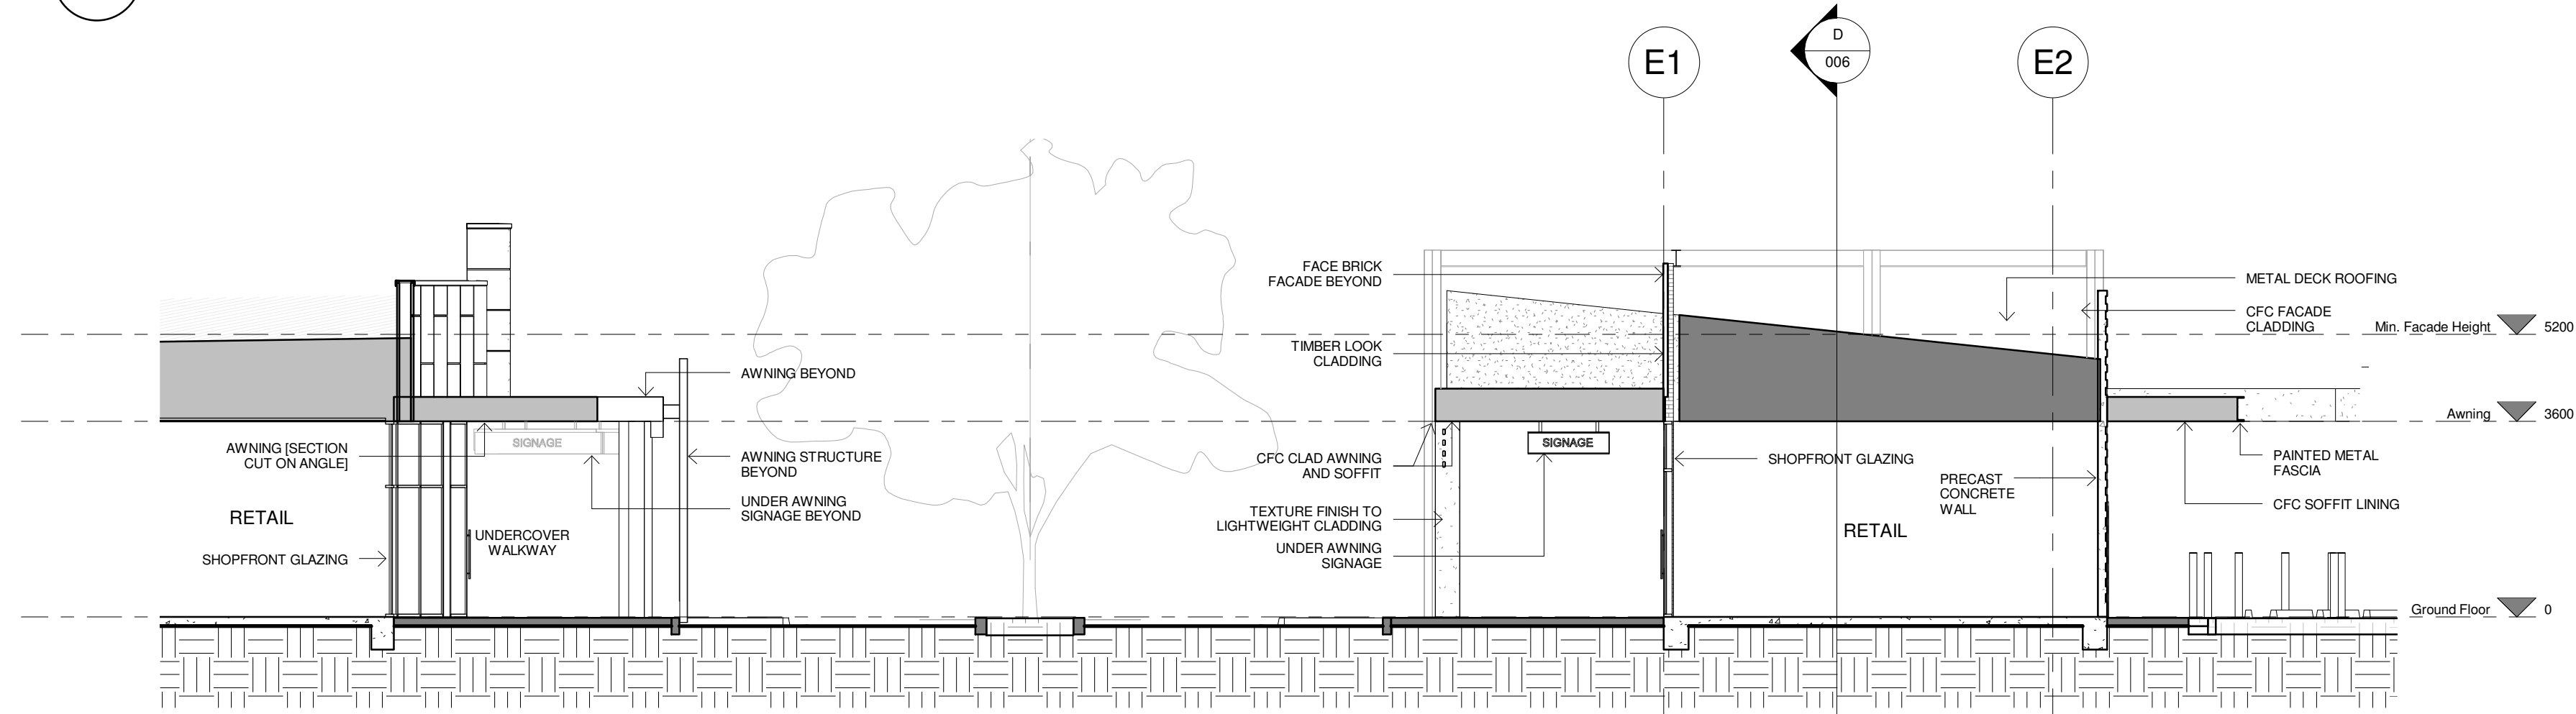 E1
D
006
E2
FACE BRICK
FACADE BEYOND
TIMBER LOOK
CLADDING
METAL DECK ROOFING
CFC FACADE
CLADDING
Min. Facade Height
5200
AWNING BEYOND
Awning
3600
AWNING [SECTION
CUT ON ANGLE]
SIGNAGE
AWNING STRUCTURE
BEYOND
UNDER AWNING
SIGNAGE BEYOND
RETAIL
UNDERCOVER
WALKWAY
SHOPFRONT GLAZING
SIGNAGE
CFC CLAD AWNING
AND SOFFIT
TEXTURE FINISH TO
LIGHTWEIGHT CLADDING
UNDER AWNING
SIGNAGE
SHOPFRONT GLAZING
PRECAST
CONCRETE
WALL
RETAIL
PAINTED METAL
FASCIA
CFC SOFFIT LINING
Ground Floor
0